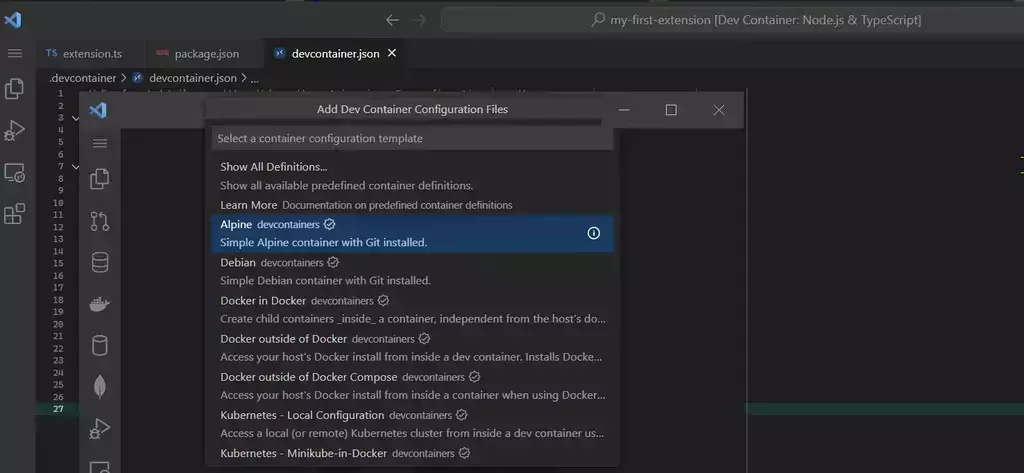 my-first-extension [Dev Container: Node.js & TypeScript]
TS extension.ts
package.json
devcontainer.json
.devcontainer > devcontainer.json > ...
1
2
3
4
5
6
7
8
9
10
11
12
13
14
15
16
17
18
19
20
21
22
23
24
25
26
27
Add Dev Container Configuration Files
Select a container configuration template
Show All Definitions...
Show all available predefined container definitions.
Learn More Documentation on predefined container definitions
Alpine devcontainers
Simple Alpine container with Git installed.
Debian devcontainers
Simple Debian container with Git installed.
Docker in Docker devcontainers
Create child containers _inside_ a container, independent from the host's do...
Docker outside of Docker devcontainers
Access your host's Docker install from inside a dev container. Installs Docke...
Docker outside of Docker Compose devcontainers
Access your host's Docker install from inside a container when using Docker...
Kubernetes - Local Configuration devcontainers
Access a local (or remote) Kubernetes cluster from inside a dev container us...
Kubernetes - Minikube-in-Docker devcontainers